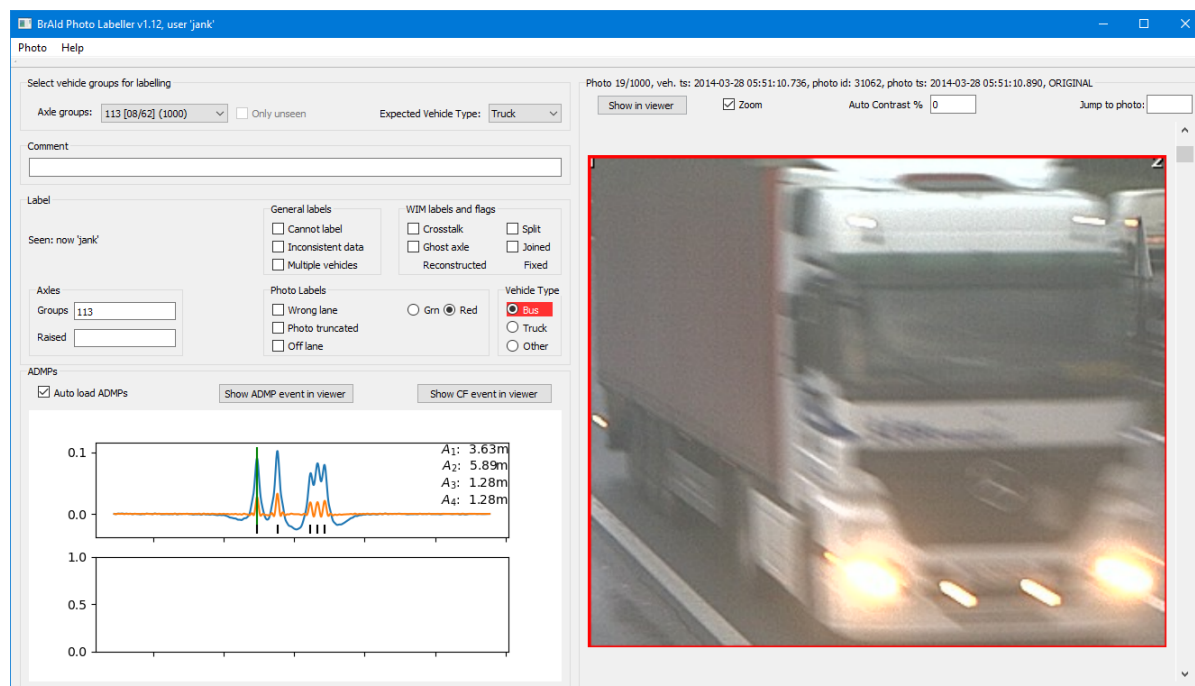 BrAId Photo Labeller v1.12, user 'jank'
Photo Help
Select vehicle groups for labelling
Axle groups: 113 [08/62] (1000) Only unseen Expected Vehicle Type: Truck
Comment
Label
Seen: now 'jank'
General labels
Cannot label
Inconsistent data
Multiple vehicles
WIM labels and flags
Crosstalk Split
Ghost axle Joined
Reconstructed Fixed
Axles
Groups 113
Raised
Photo Labels
Wrong lane Grn Red
Photo truncated
Off lane
Vehicle Type
Bus
Truck
Other
ADMPs
Auto load ADMPs Show ADMP event in viewer Show CF event in viewer
0.1
0.0
A1: 3.63m
A2: 5.89m
A3: 1.28m
A4: 1.28m
1.0
0.5
0.0
Photo 19/1000, veh. ts: 2014-03-28 05:51:10.736, photo id: 31062, photo ts: 2014-03-28 05:51:10.890, ORIGINAL
Show in viewer Zoom Auto Contrast % 0 Jump to photo: